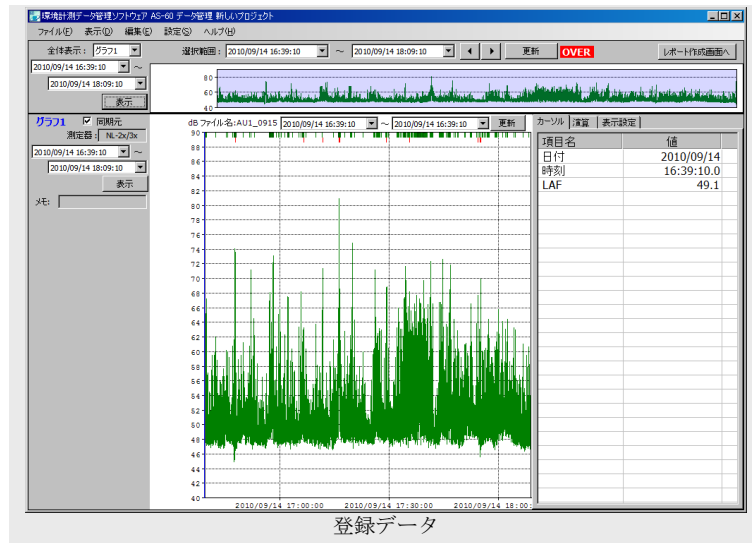 環境計測データ管理ソフトウェア AS-60 データ管理 新しいプロジェクト
ファイル(F) 表示(D) 編集(E) 設定(S) ヘルプ(H)
全体表示： グラフ1 選択範囲： 2010/09/14 16:39:10 ～ 2010/09/14 18:09:10 更新 OVER レポート作成画面へ
2010/09/14 16:39:10 ～
2010/09/14 18:09:10
表示
80
60
40
グラフ1 同期元
測定器： NL-2x/3x
2010/09/14 16:39:10 ～
2010/09/14 18:09:10
表示
メモ:
dB ファイル名:AU1_0915 2010/09/14 16:39:10 ～ 2010/09/14 18:09:10 更新
90
88
86
84
82
80
78
76
74
72
70
68
66
64
62
60
58
56
54
52
50
48
46
44
42
40
2010/09/14 17:00:00 2010/09/14 17:30:00 2010/09/14 18:00:
カーソル 演算 表示設定
項目名 値
日付 2010/09/14
時刻 16:39:10.0
LAF 49.1
登録データ